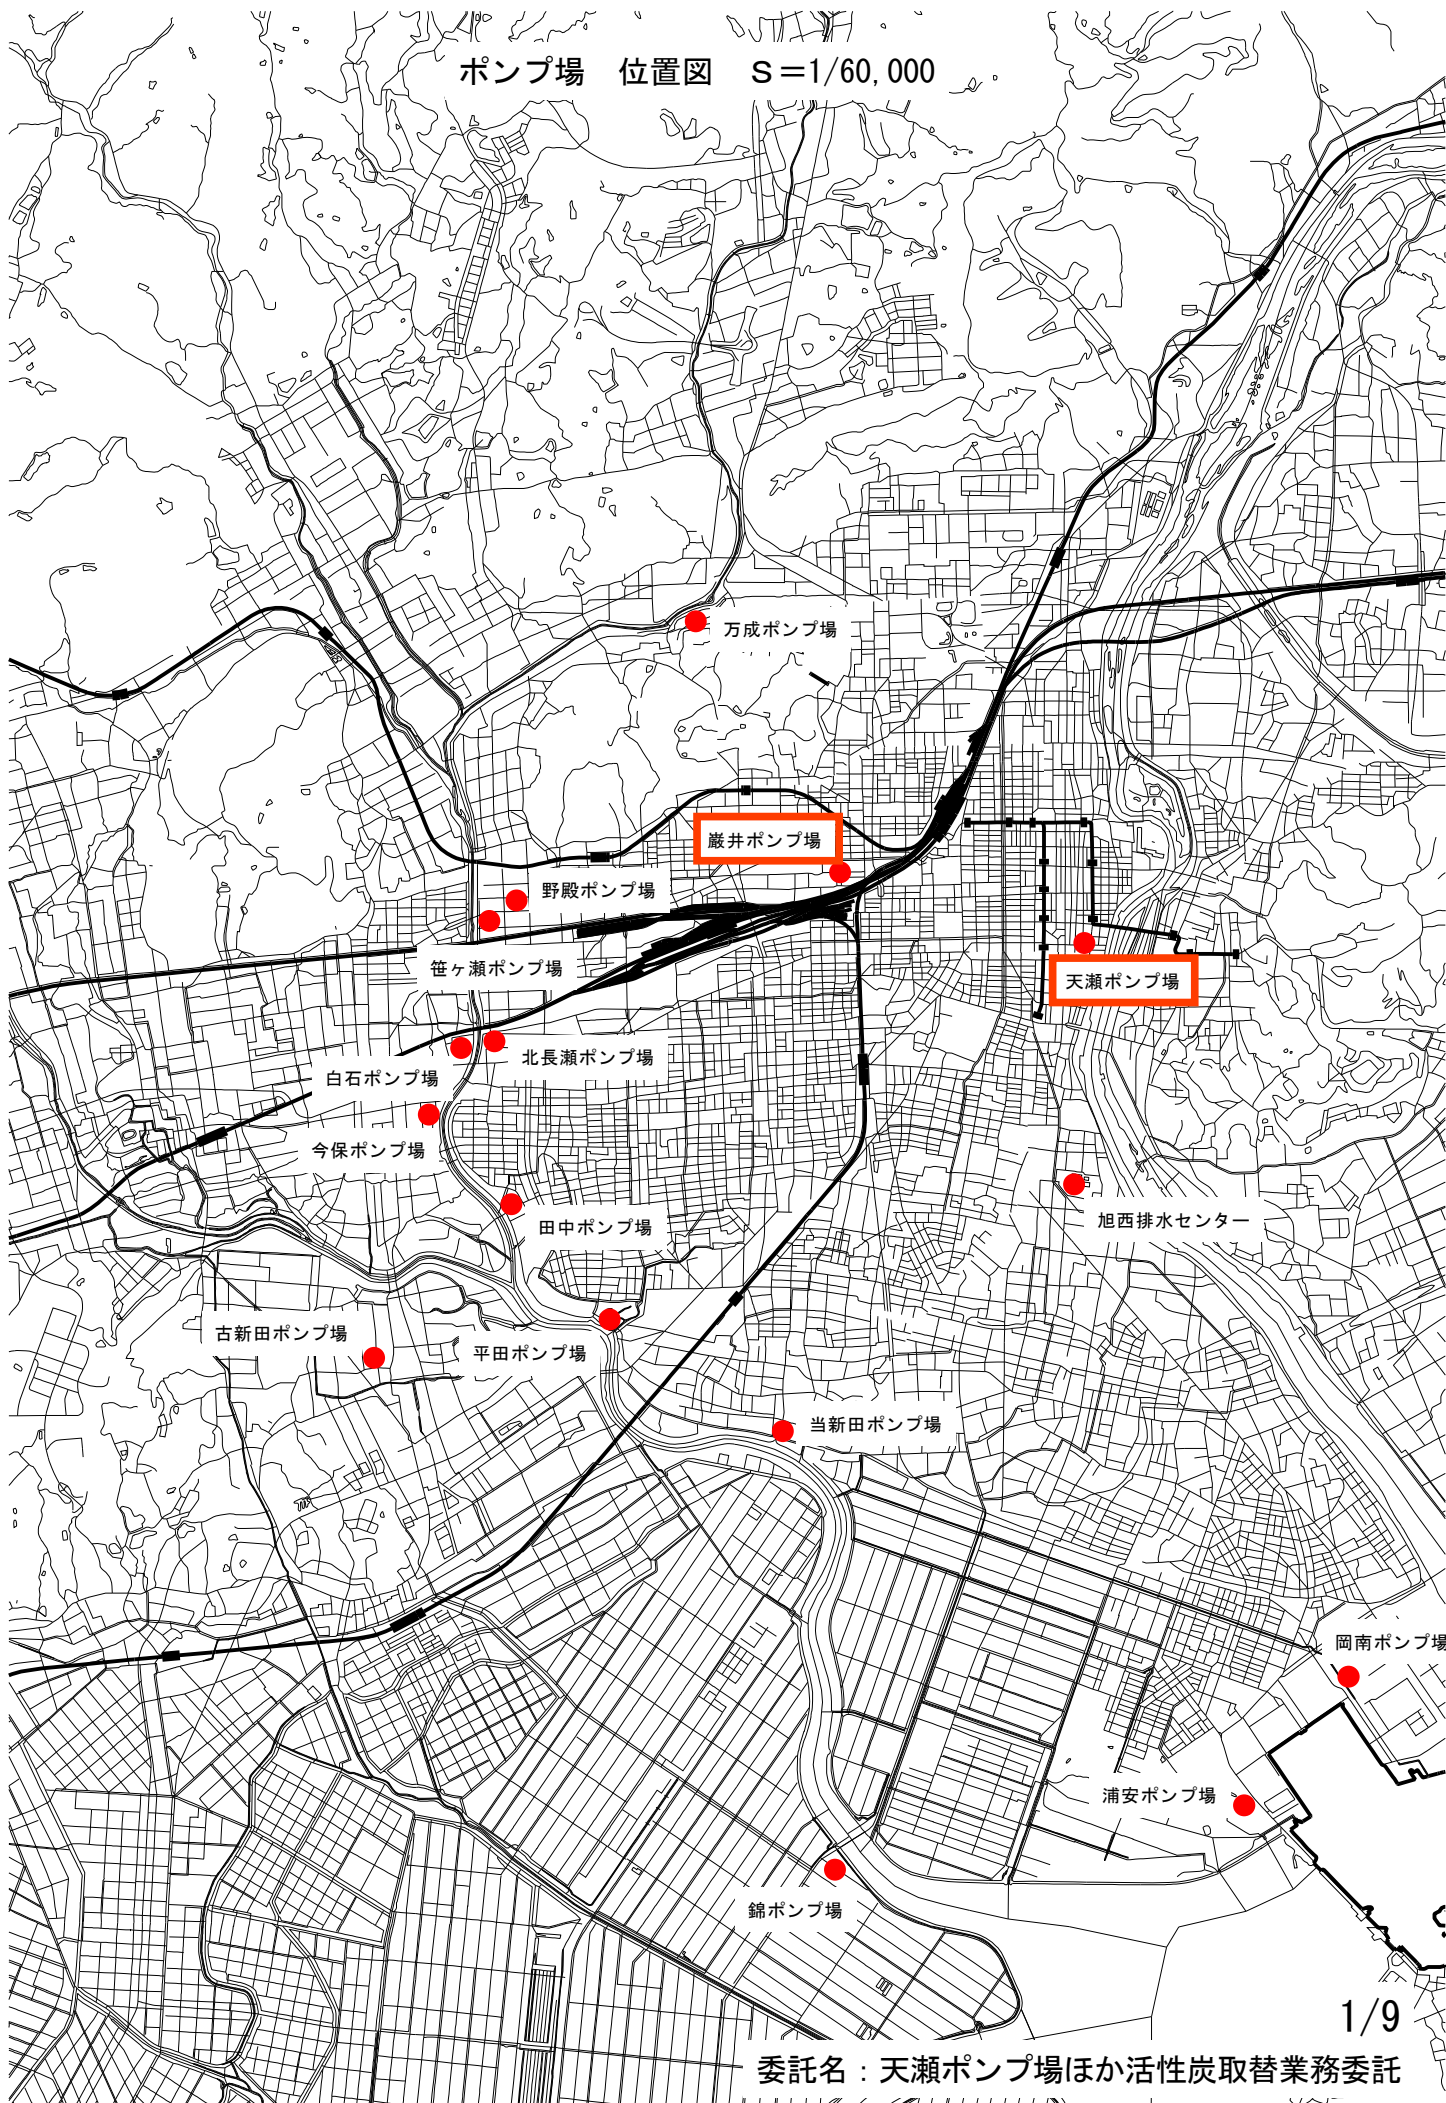 ポンプ場　位置図　S=1/60,000
万成ポンプ場
巌井ポンプ場
野殿ポンプ場
笹ヶ瀬ポンプ場
天瀬ポンプ場
北長瀬ポンプ場
白石ポンプ場
今保ポンプ場
田中ポンプ場
旭西排水センター
古新田ポンプ場
平田ポンプ場
当新田ポンプ場
岡南ポンプ場
浦安ポンプ場
錦ポンプ場
1/9
委託名：天瀬ポンプ場ほか活性炭取替業務委託